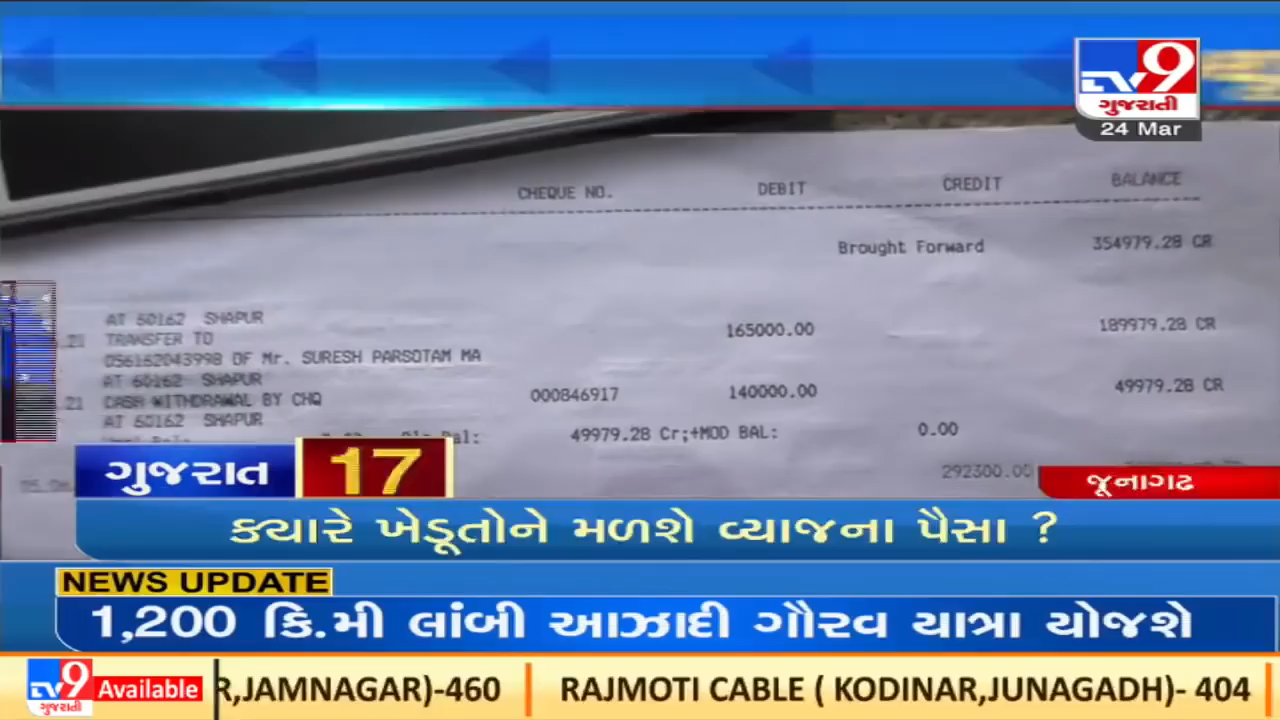 TV9
ગુજરાતી
24 Mar
CHEQUE NO. DEBIT CREDIT BALANCE
Brought Forward 354979.28 CR
AT 60162 SHAPUR
.21 TRANSFER TO 165000.00 189979.28 CR
056162043998 OF Mr. SURESH PARSOTAM MA
AT 60162 SHAPUR
.21 CASH WITHDRAWAL BY CHQ 000846917 140000.00 49979.28 CR
AT 60162 SHAPUR
Bal: 49979.28 Cr;+MOD BAL: 0.00
292300.00
ગુજરાત 17
જૂનાગઢ
ક્યારે ખેડૂતોને મળશે વ્યાજના પૈસા ?
NEWS UPDATE
1,200 કિ.મી લાંબી આઝાદી ગૌરવ યાત્રા યોજશે
TV9 ગુજરાતી Available R,JAMNAGAR)-460 RAJMOTI CABLE ( KODINAR,JUNAGADH)- 404